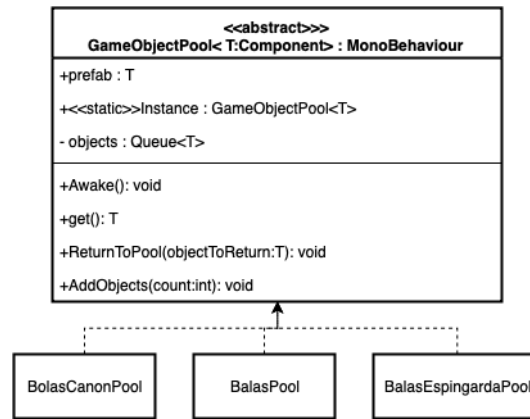 <<abstract>>>
GameObjectPool< T:Component> : MonoBehaviour
+prefab : T
+<<static>>Instance : GameObjectPool<T>
- objects : Queue<T>
+Awake(): void
+get(): T
+ReturnToPool(objectToReturn:T): void
+AddObjects(count:int): void
BolasCanonPool
BalasPool
BalasEspingardaPool